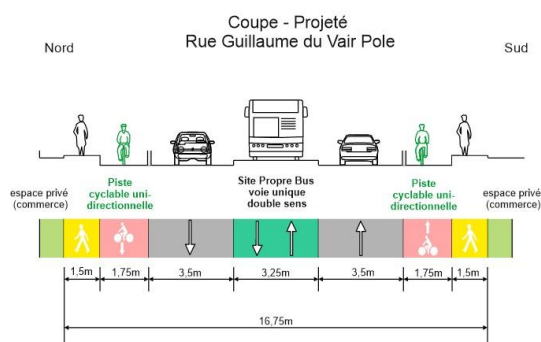 Coupe - Projeté
Rue Guillaume du Vair Pole
Nord
Sud
espace privé
(commerce)
Piste
cyclable uni-
directionnelle
Site Propre Bus
voie unique
double sens
Piste
cyclable uni-
directionnelle
espace privé
(commerce)
1,5m
1,75m
3,5m
3,25m
3,5m
1,75m
1,5m
16,75m